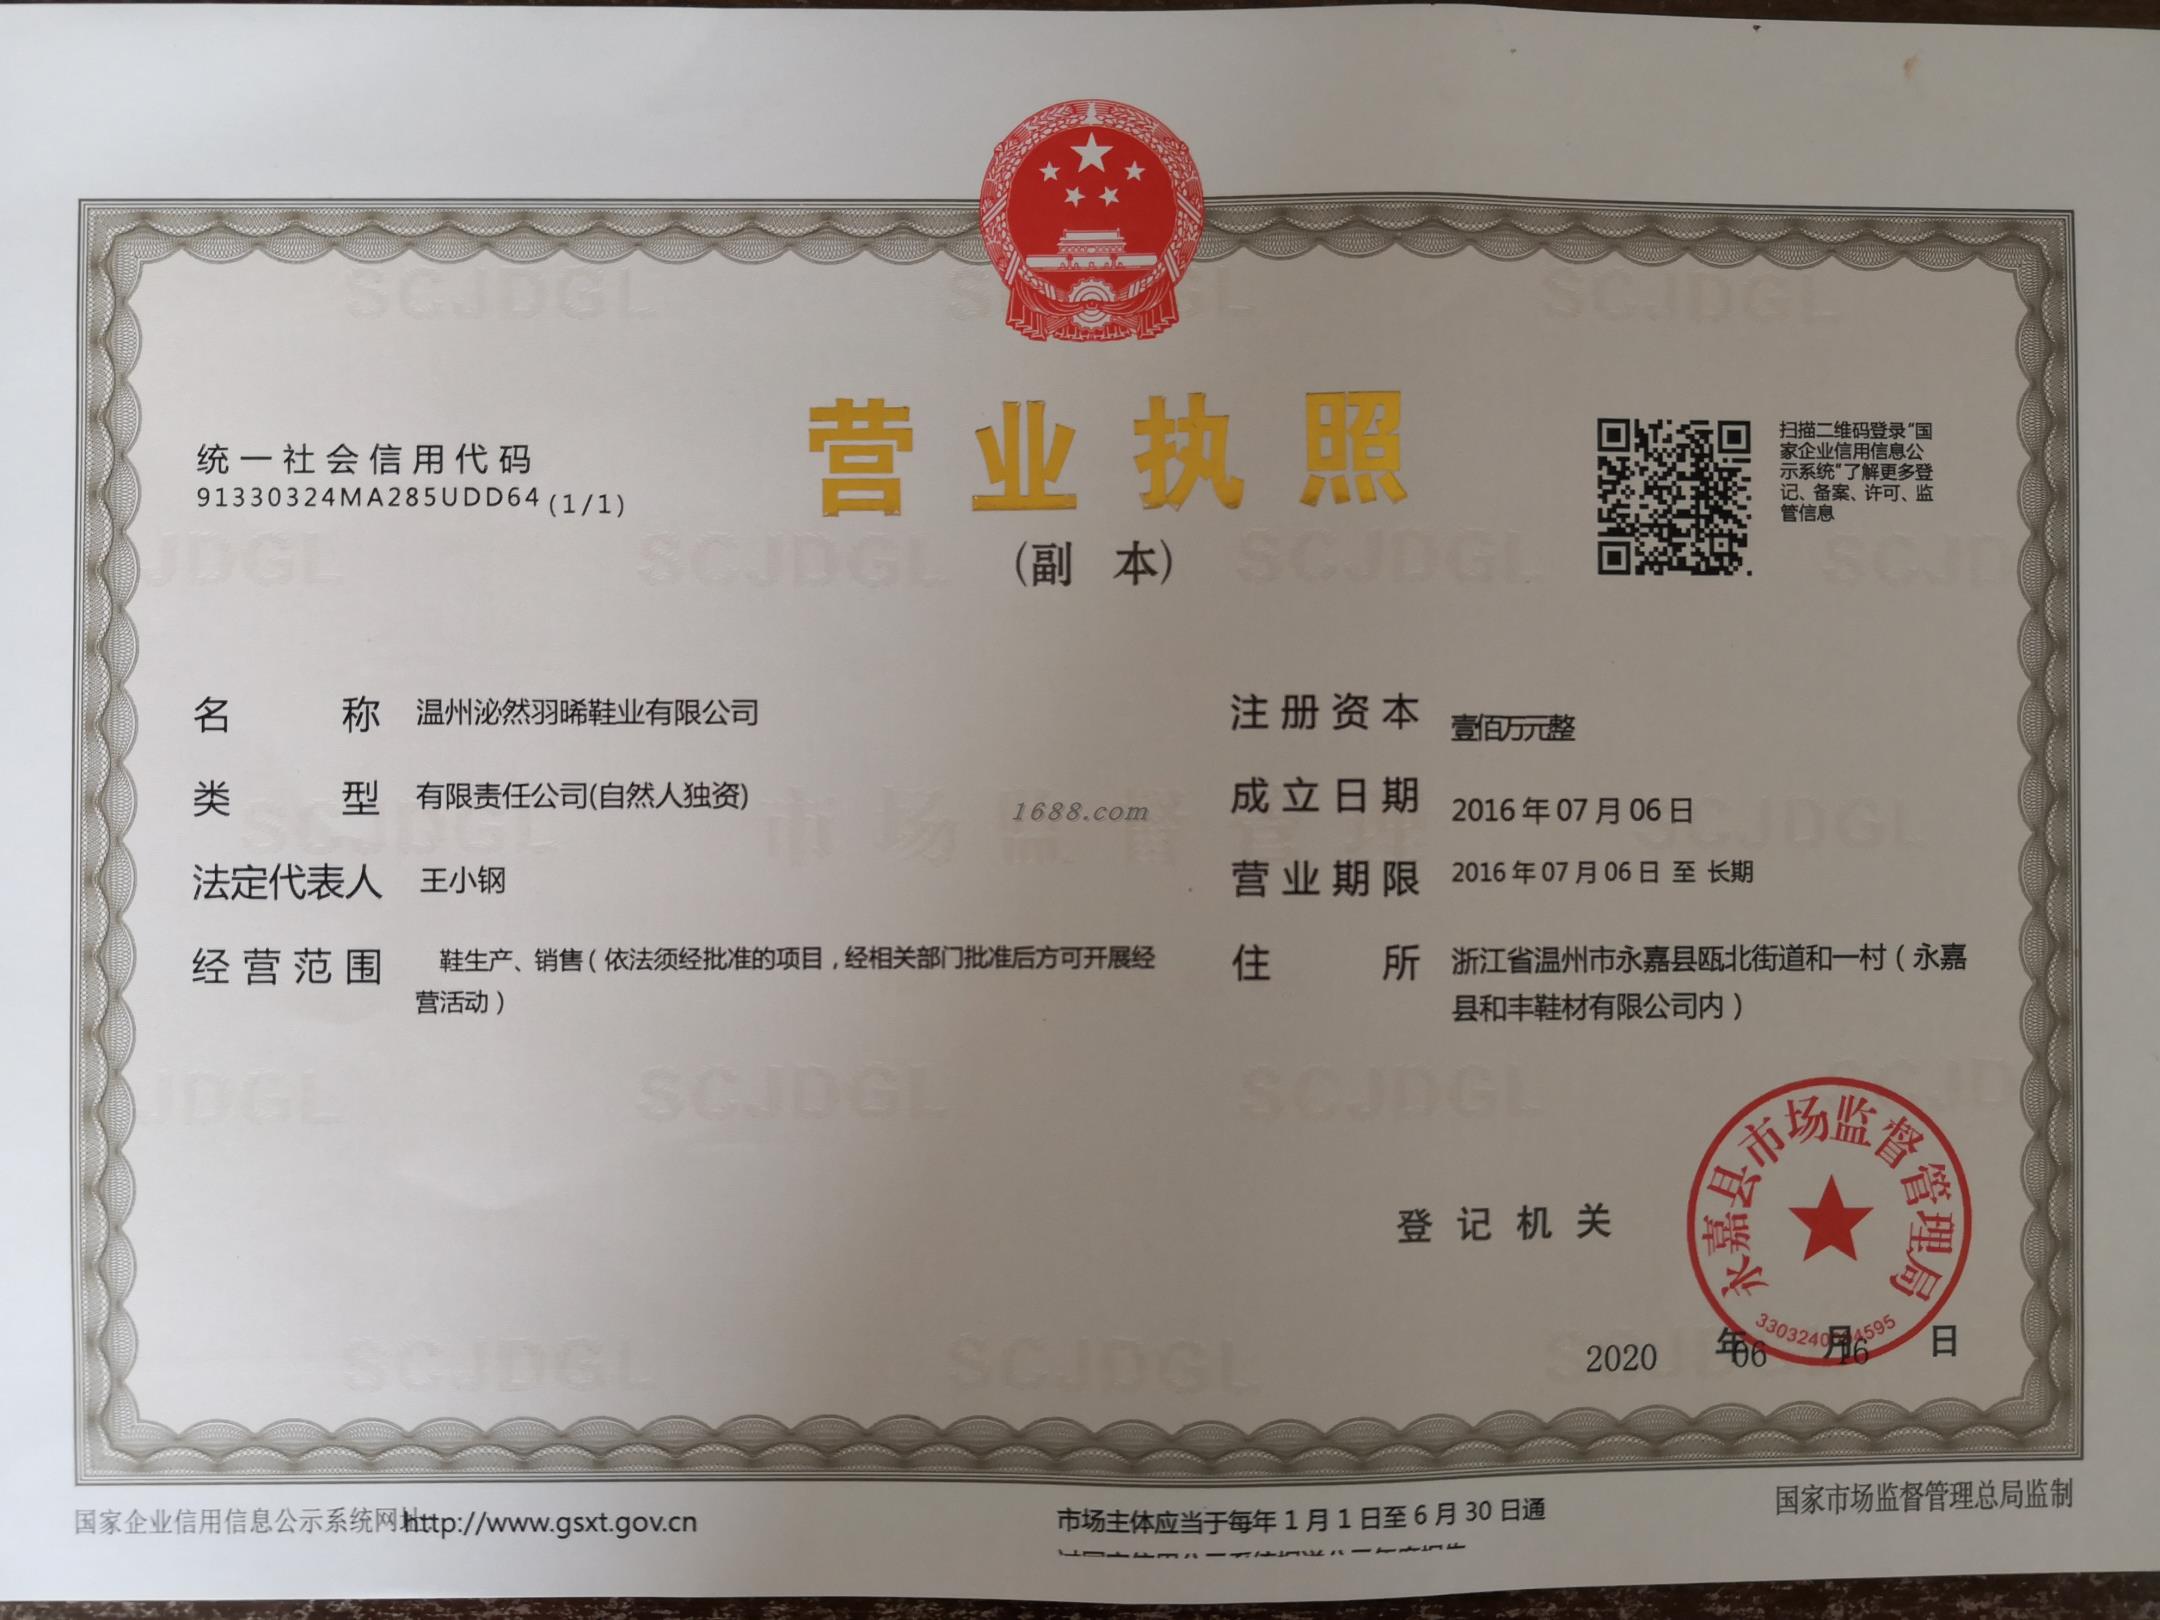 营业执照
(副 本)
统一社会信用代码
91330324MA285UDD64 (1/1)
扫描二维码登录“国
家企业信用信息公
示系统”了解更多登
记、备案、许可、监
管信息
名 称 温州泌然羽晞鞋业有限公司
类 型 有限责任公司(自然人独资)
法定代表人 王小钢
经营范围 鞋生产、销售(依法须经批准的项目,经相关部门批准后方可开展经
营活动)
1688.com
注册资本 壹佰万元整
成立日期 2016年07月06日
营业期限 2016年07月06日 至 长期
住 所 浙江省温州市永嘉县瓯北街道和一村(永嘉
县和丰鞋材有限公司内)
SCJDGL
市场监督管理
登记机关
永嘉县市场监督管理局
2020 年 06 月 16 日
国家企业信用信息公示系统网址 http://www.gsxt.gov.cn
市场主体应当于每年1月1日至6月30日通
国家市场监督管理总局监制